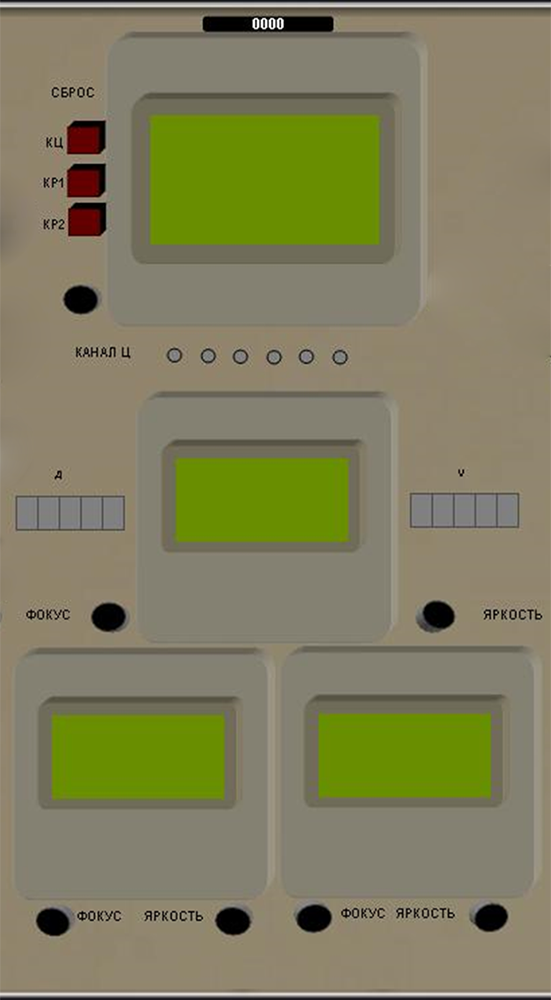 0000
СБРОС
КЦ
КР1
КР2
КАНАЛ Ц
Д
V
ФОКУС
ЯРКОСТЬ
ФОКУС ЯРКОСТЬ
ФОКУС ЯРКОСТЬ